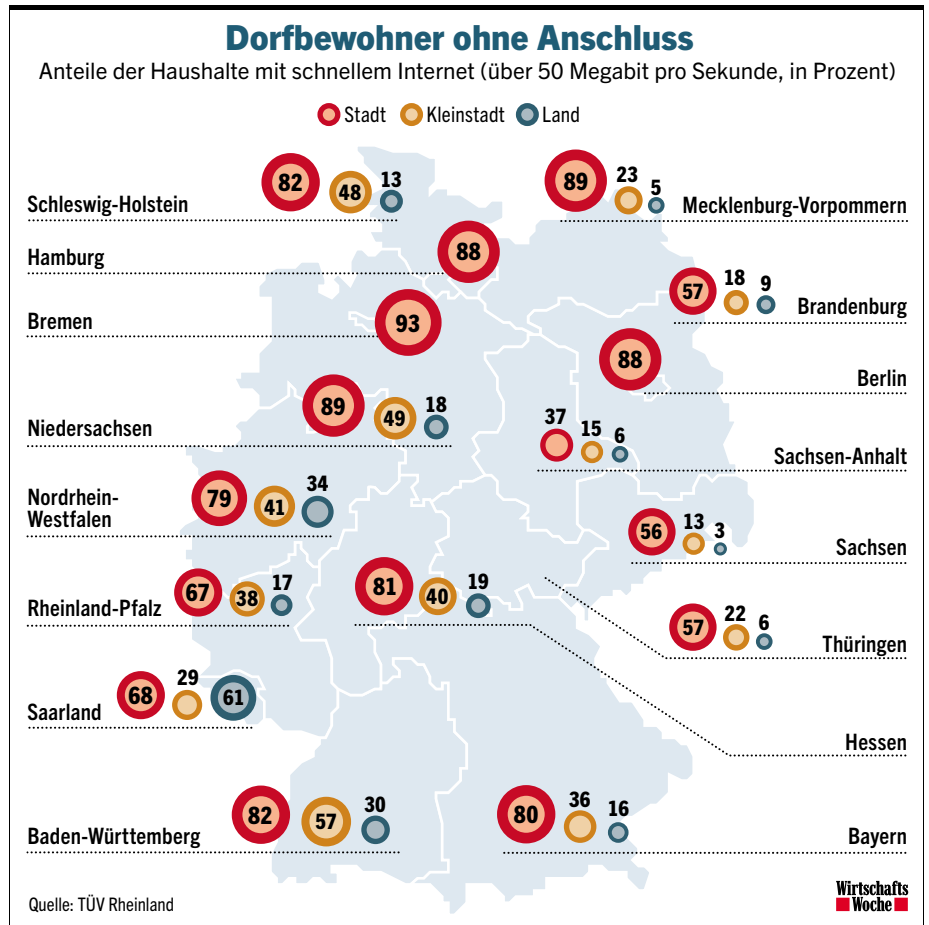 Dorfbewohner ohne Anschluss
Anteile der Haushalte mit schnellem Internet (über 50 Megabit pro Sekunde, in Prozent)
Stadt Kleinstadt Land
Schleswig-Holstein 82 48 13
89 23 5 Mecklenburg-Vorpommern
Hamburg 88
57 18 9 Brandenburg
Bremen 93
88 Berlin
Niedersachsen 89 49 18
37 15 6 Sachsen-Anhalt
Nordrhein-
Westfalen 79 41 34
56 13 3 Sachsen
Rheinland-Pfalz 67 38 17
81 40 19
57 22 6 Thüringen
Saarland 68 29 61
Hessen
Baden-Württemberg 82 57 30
80 36 16 Bayern
Quelle: TÜV Rheinland
Wirtschafts
Woche